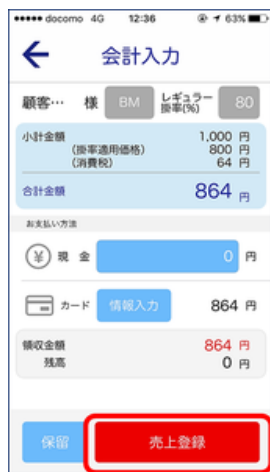 docomo 4G 12:36 63%
会計入力
顧客… 様 BM レギュラー掛率(%) 80
小計金額 1,000 円
(掛率適用価格) 800 円
(消費税) 64 円
合計金額 864 円
お支払い方法
現 金 0 円
カード 情報入力 864 円
領収金額 864 円
残高 0 円
保留 売上登録